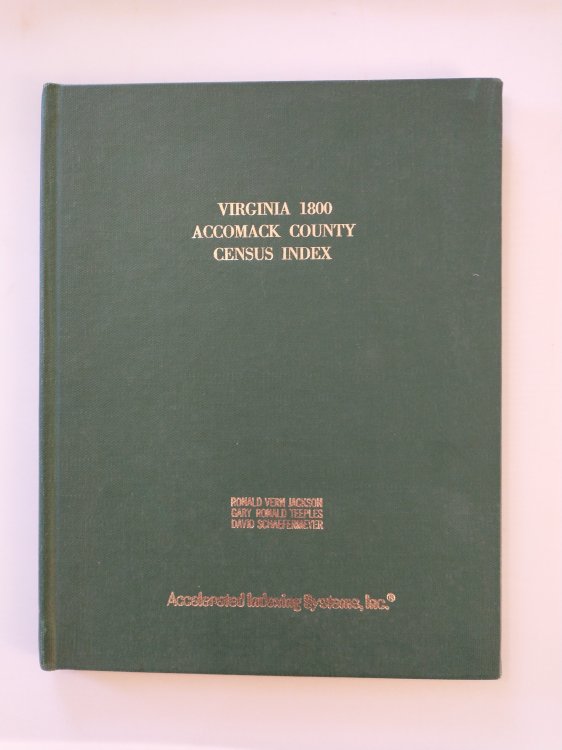 VIRGINIA 1800
ACCOMACK COUNTY
CENSUS INDEX
RONALD VERN JACKSON
GARY RONALD TEEPLES
DAVID SCHAEFERMEYER
Accelerated Indexing Systems, Inc.®